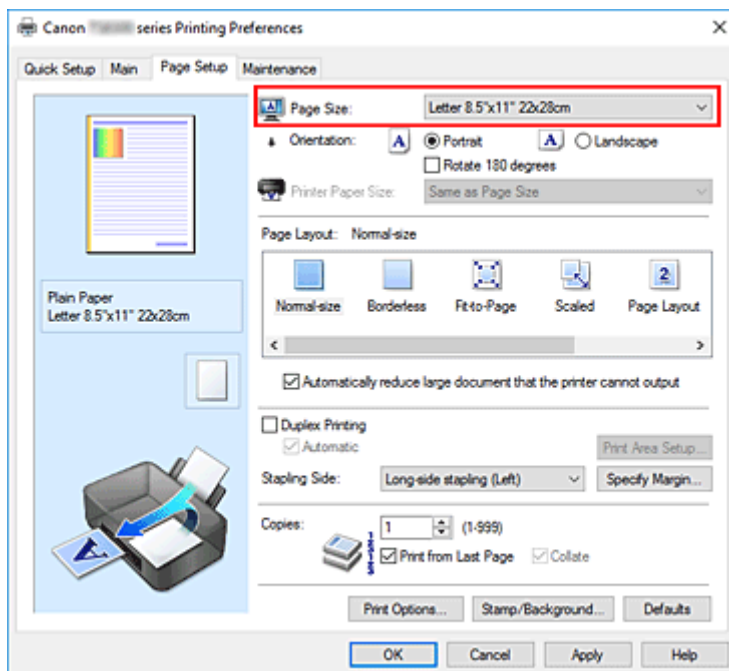 Canon series Printing Preferences
Quick Setup Main Page Setup Maintenance
Page Size: Letter 8.5"x11" 22x28cm
Orientation: A Portrait A Landscape
Rotate 180 degrees
Printer Paper Size: Same as Page Size
Page Layout: Normal-size
2
Normal-size Borderless Fit-to-Page Scaled Page Layout
Plain Paper
Letter 8.5"x11" 22x28cm
Automatically reduce large document that the printer cannot output
Duplex Printing
Automatic Print Area Setup...
Stapling Side: Long-side stapling (Left) Specify Margin...
Copies: 1 (1-999)
Print from Last Page Collate
A
Print Options... Stamp/Background... Defaults
OK Cancel Apply Help